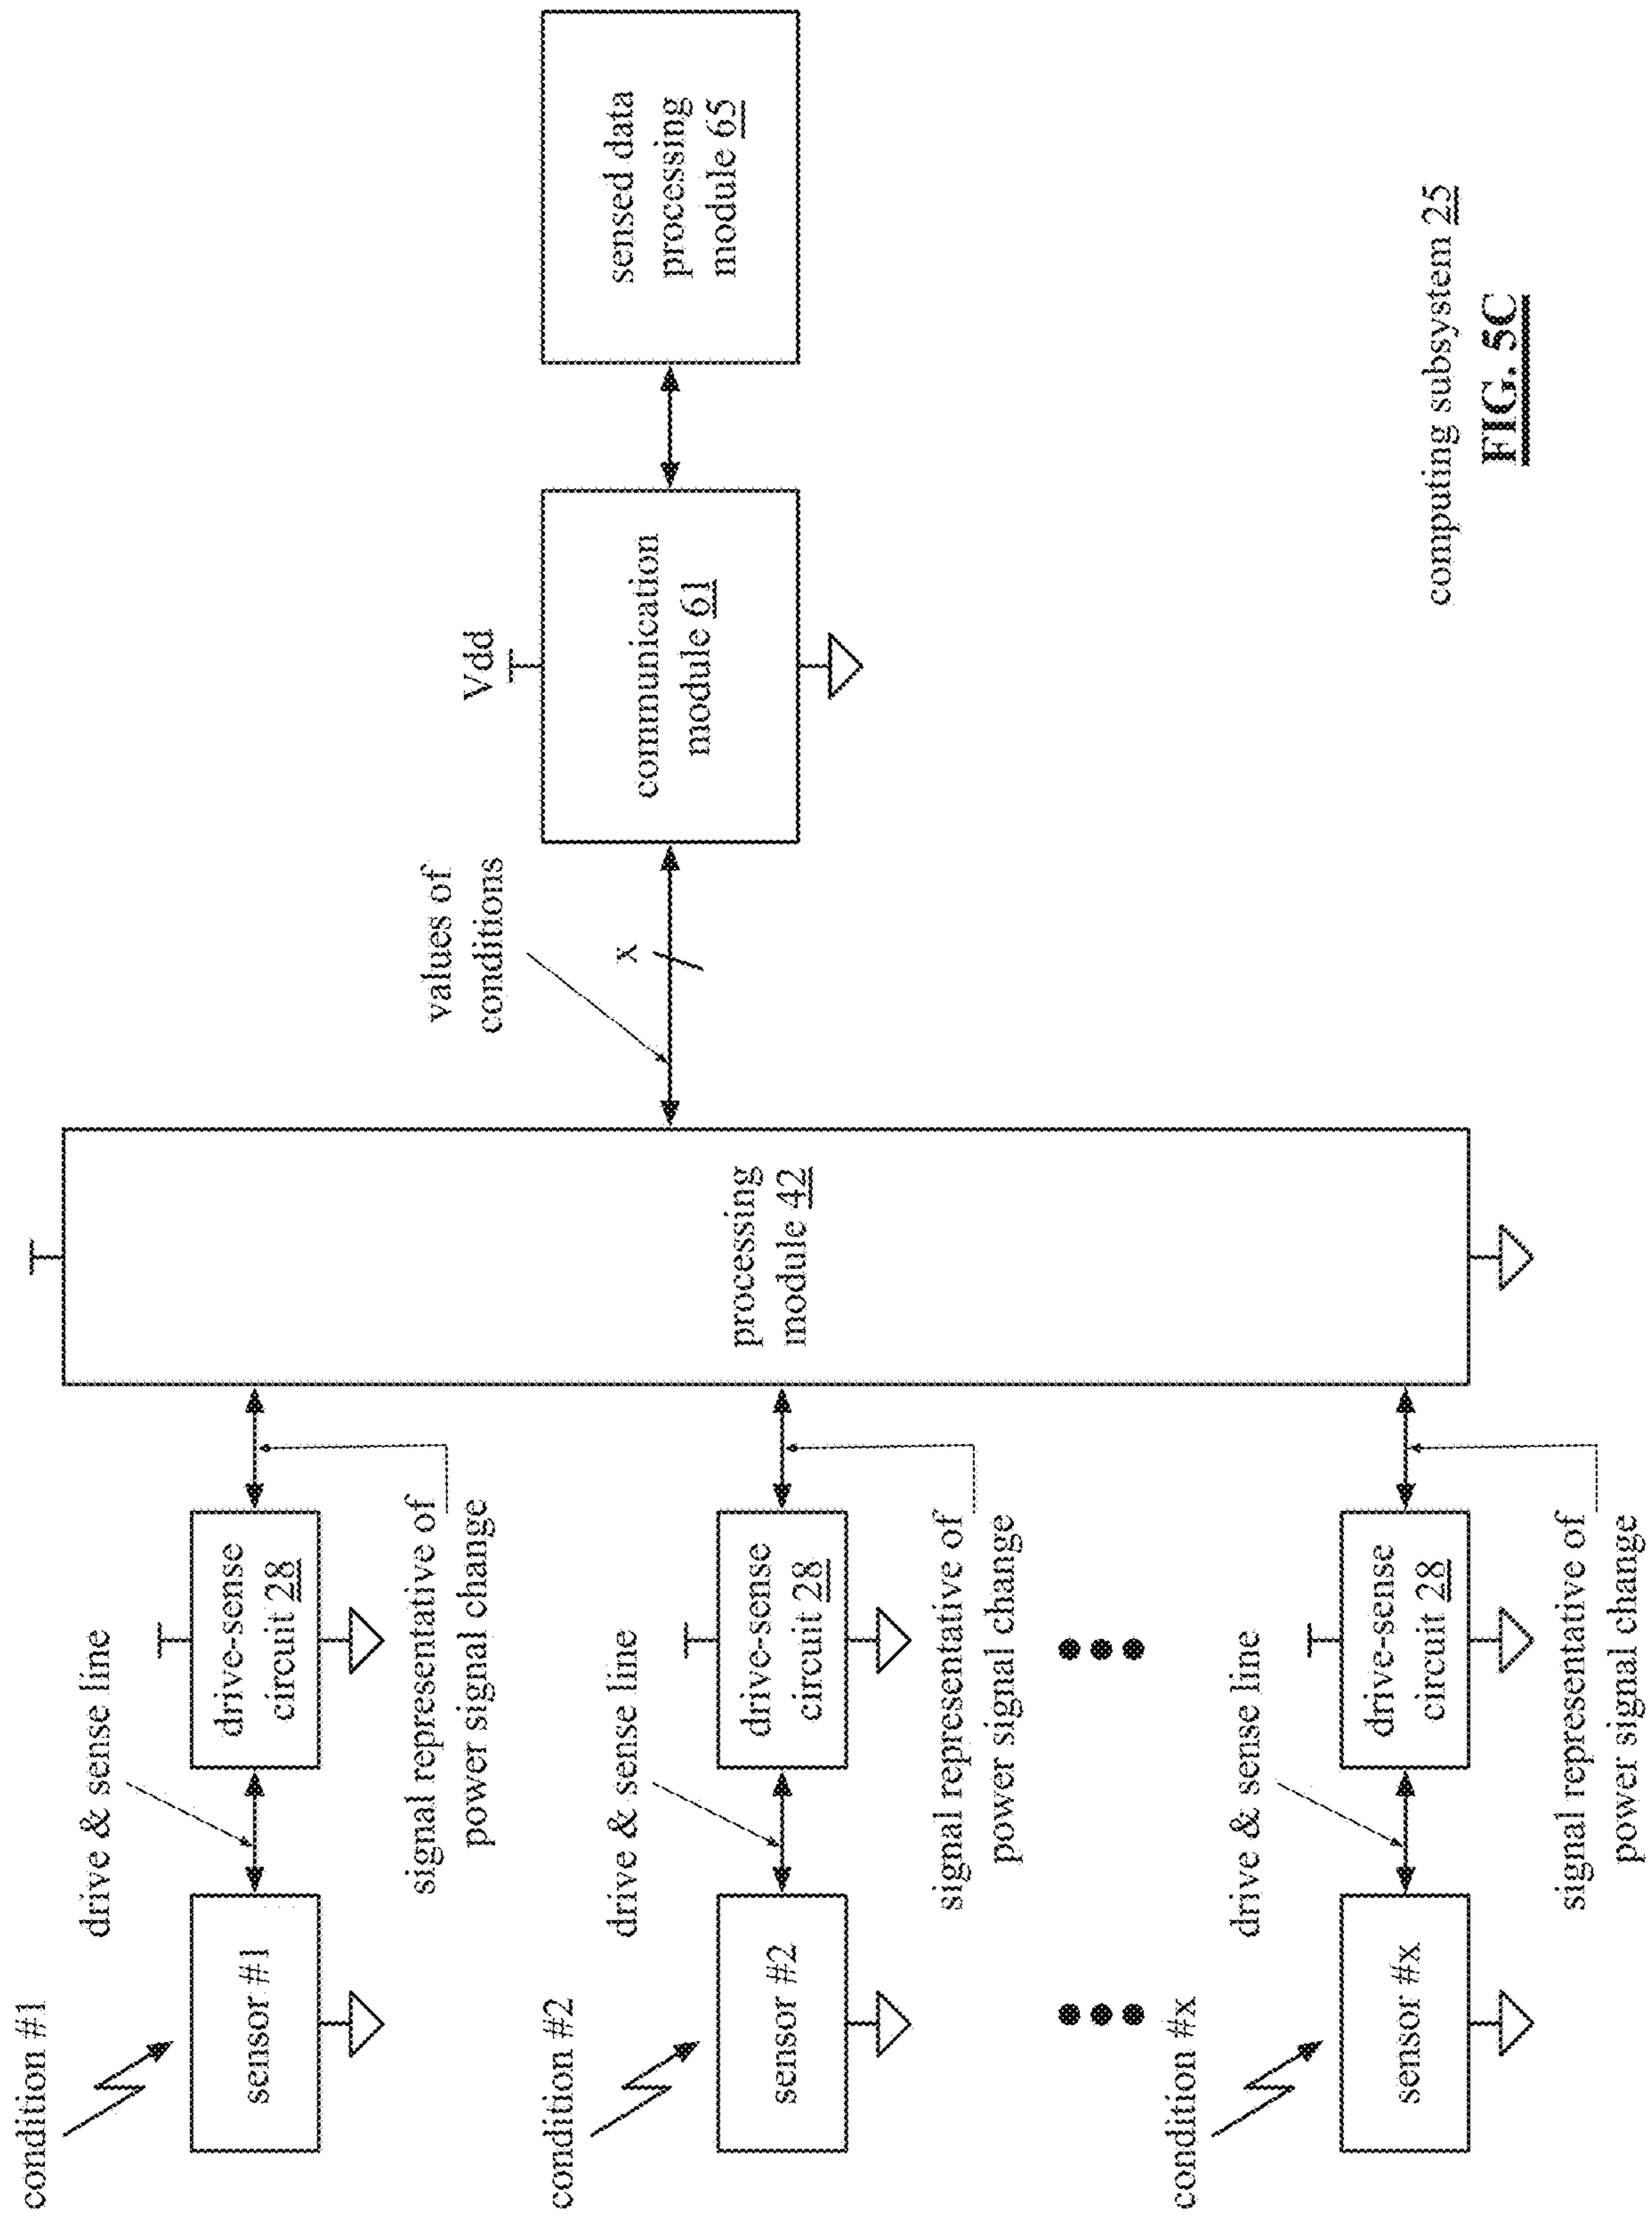 condition #1
drive & sense line
sensor #1
drive-sense
circuit 28
signal representative of
power signal change
condition #2
drive & sense line
sensor #2
drive-sense
circuit 28
signal representative of
power signal change
condition #x
drive & sense line
sensor #x
drive-sense
circuit 28
signal representative of
power signal change
processing
module 42
values of
conditions
x
Vdd
communication
module 61
sensed data
processing
module 65
computing subsystem 25
FIG. 5C